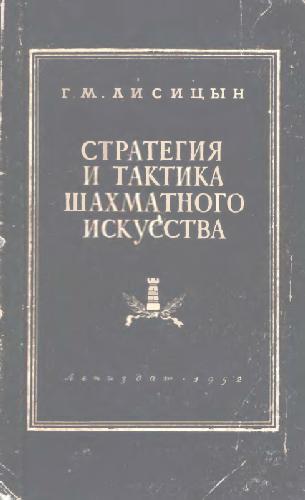 Г. М. ЛИСИЦЫН
СТРАТЕГИЯ
И ТАКТИКА
ШАХМАТНОГО
ИСКУССТВА
Лениздат · 1952